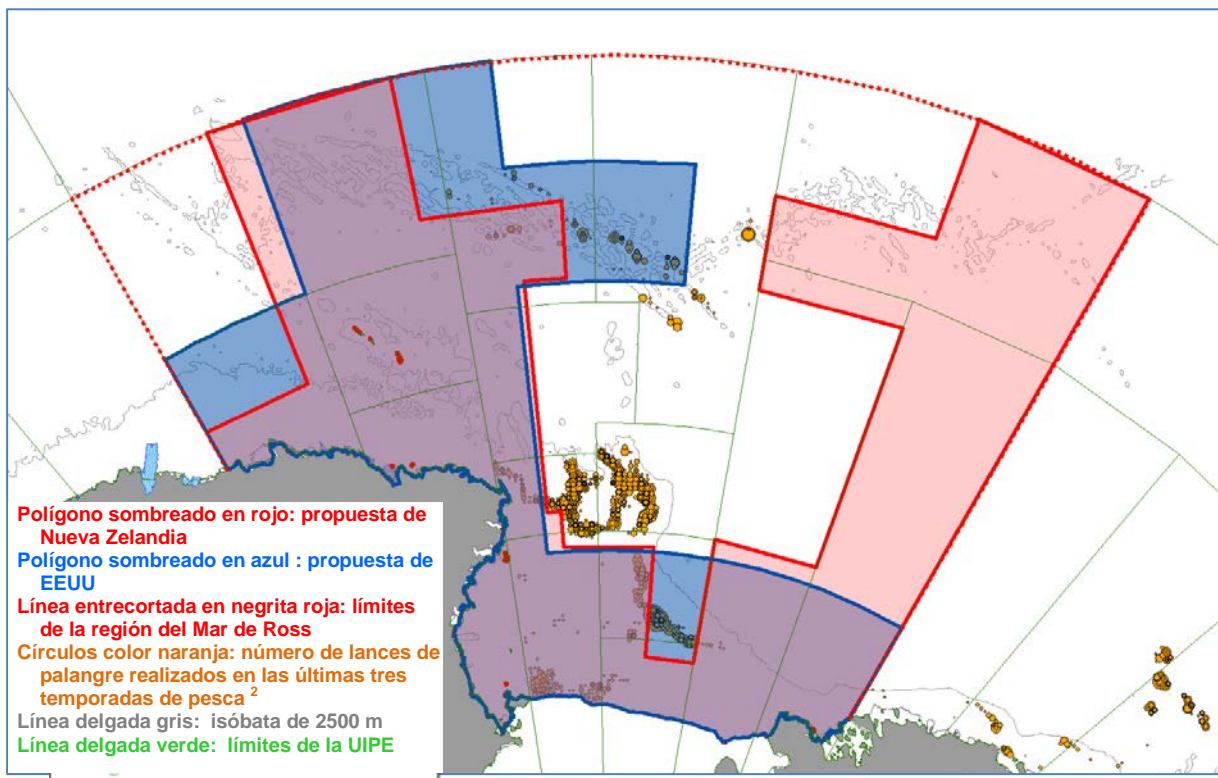 Polígono sombreado en rojo: propuesta de
Nueva Zelandia
Polígono sombreado en azul : propuesta de
EEUU
Línea entrecortada en negrita roja: límites
de la región del Mar de Ross
Círculos color naranja: número de lances de
palangre realizados en las últimas tres
temporadas de pesca 2
Línea delgada gris: isóbata de 2500 m
Línea delgada verde: límites de la UIPE